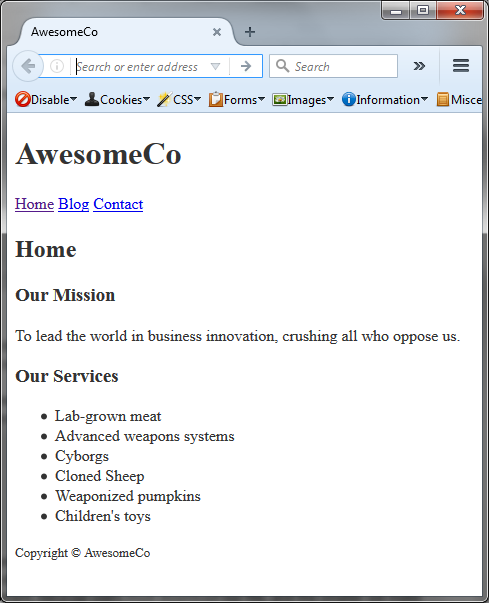 AwesomeCo
Search or enter address
Search
Disable Cookies CSS Forms Images Information Misce
AwesomeCo
Home Blog Contact
Home
Our Mission
To lead the world in business innovation, crushing all who oppose us.
Our Services
Lab-grown meat
Advanced weapons systems
Cyborgs
Cloned Sheep
Weaponized pumpkins
Children's toys
Copyright © AwesomeCo